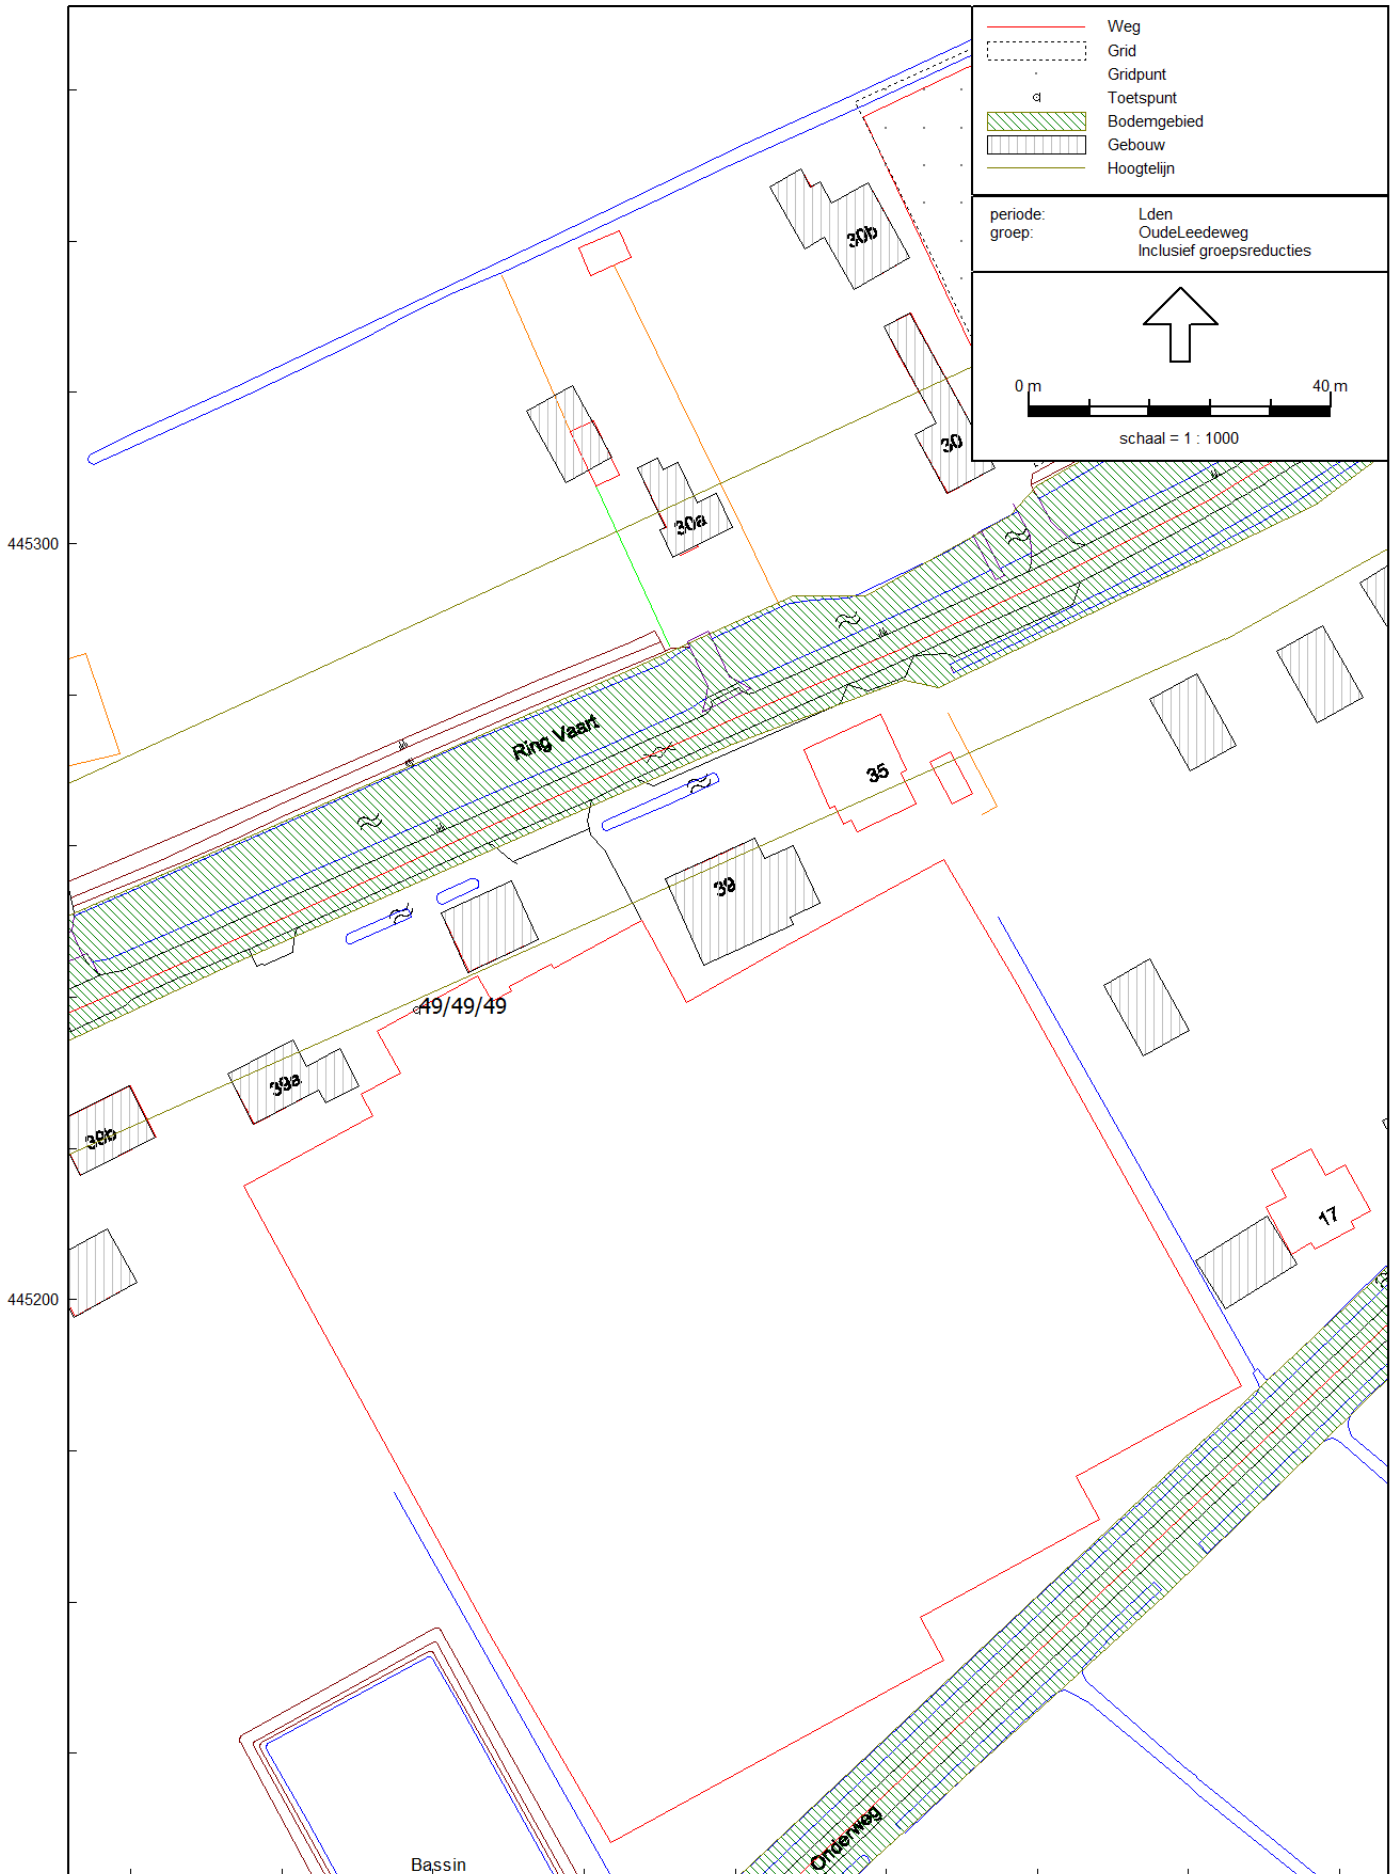 Weg
Grid
Gridpunt
Toetspunt
Bodemgebied
Gebouw
Hoogtelijn
periode: Lden
groep: OudeLeedeweg
Inclusief groepsreducties
0 m 40 m
schaal = 1 : 1000
30b
30
30a
445300
Ring Vaart
35
39
49/49/49
39a
39b
17
445200
Onderweg
Bassin